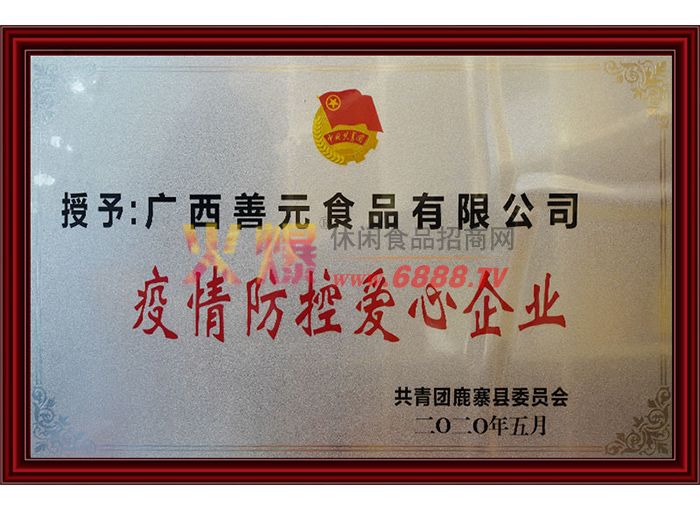 中国共青团
授予:广西善元食品有限公司
火爆 休闲食品招商网
www.6888.TV
疫情防控爱心企业
共青团鹿寨县委员会
二〇二〇年五月